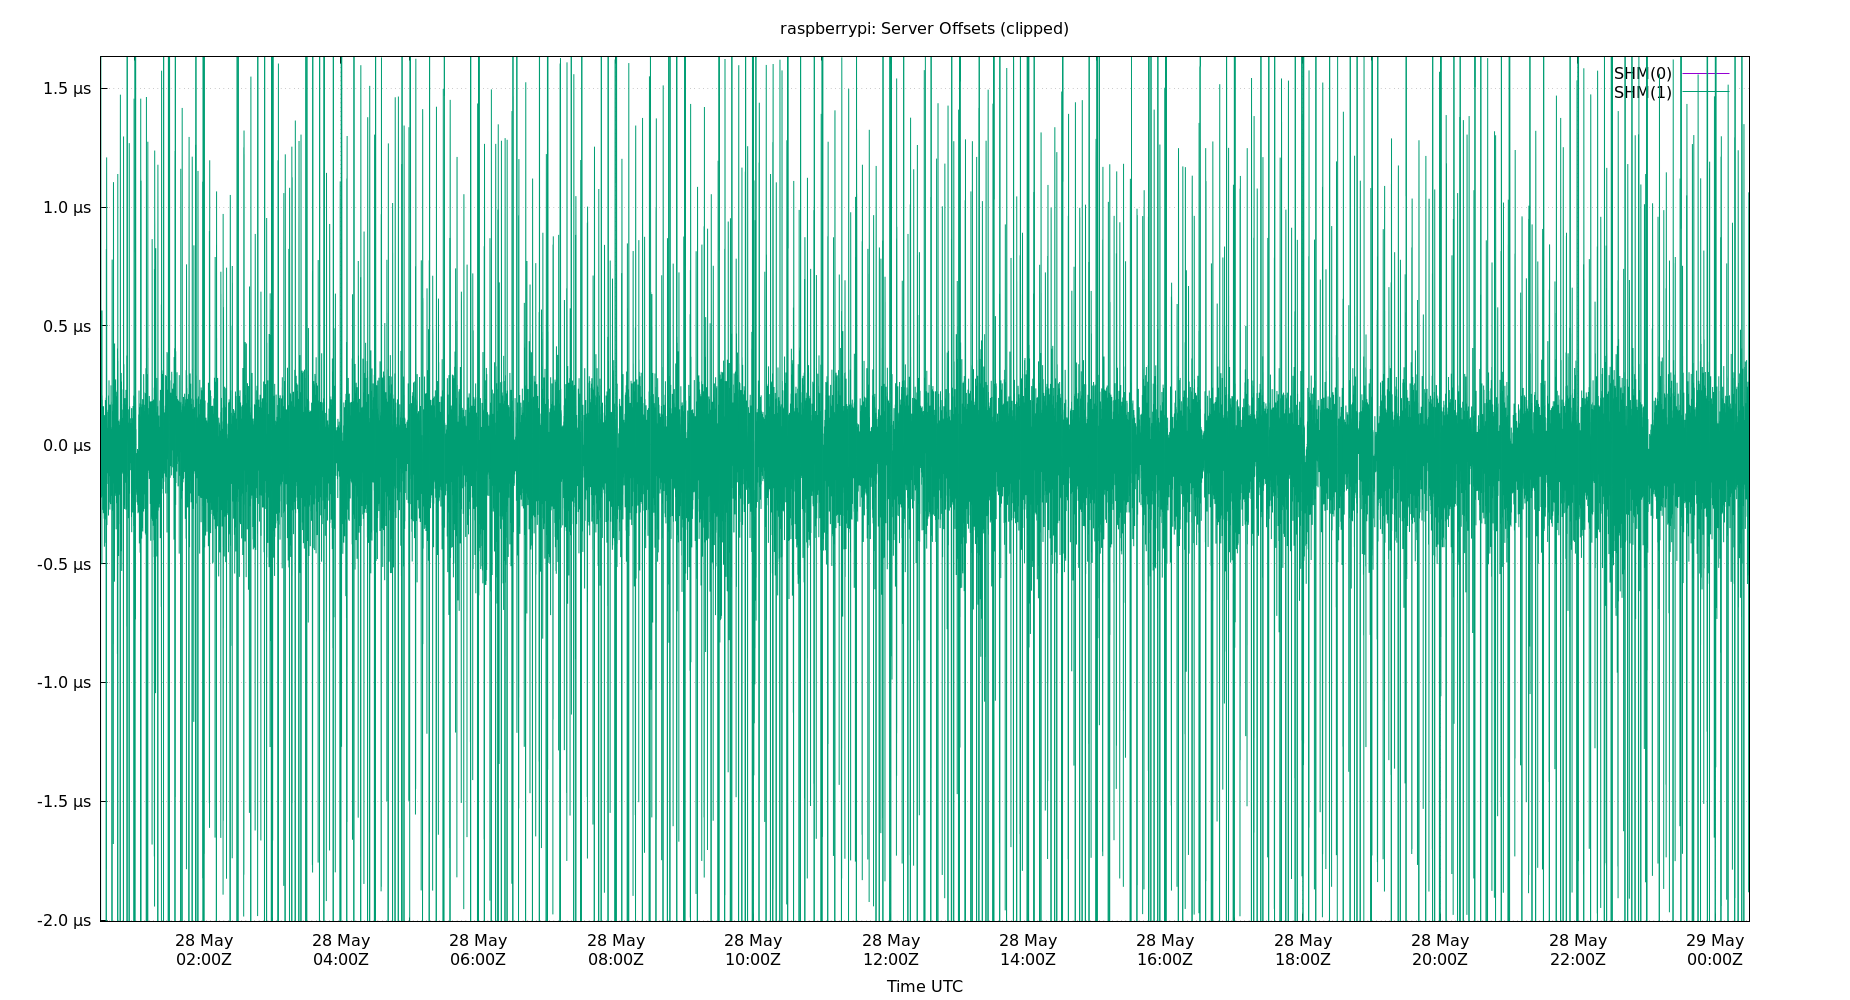 raspberrypi: Server Offsets (clipped)
SHM(0)
SHM(1)
1.5 µs
1.0 µs
0.5 µs
0.0 µs
-0.5 µs
-1.0 µs
-1.5 µs
-2.0 µs
28 May 28 May 28 May 28 May 28 May 28 May 28 May 28 May 28 May 28 May 28 May 29 May
02:00Z 04:00Z 06:00Z 08:00Z 10:00Z 12:00Z 14:00Z 16:00Z 18:00Z 20:00Z 22:00Z 00:00Z
Time UTC